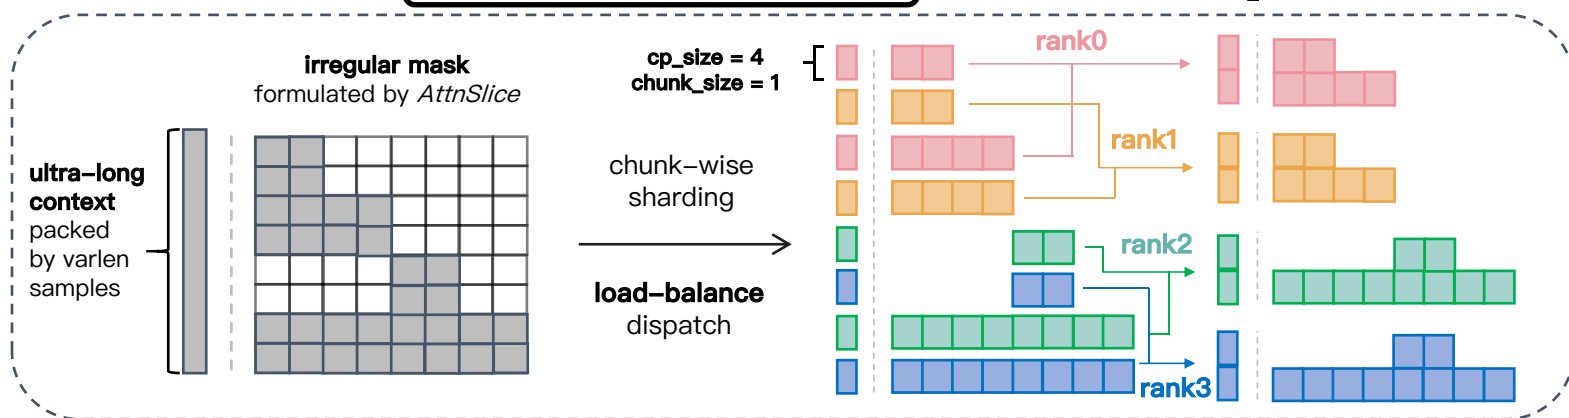 irregular mask
formulated by AttnSlice
ultra-long
context
packed
by varlen
samples
chunk-wise
sharding
load-balance
dispatch
cp_size = 4
chunk_size = 1
rank0
rank1
rank2
rank3